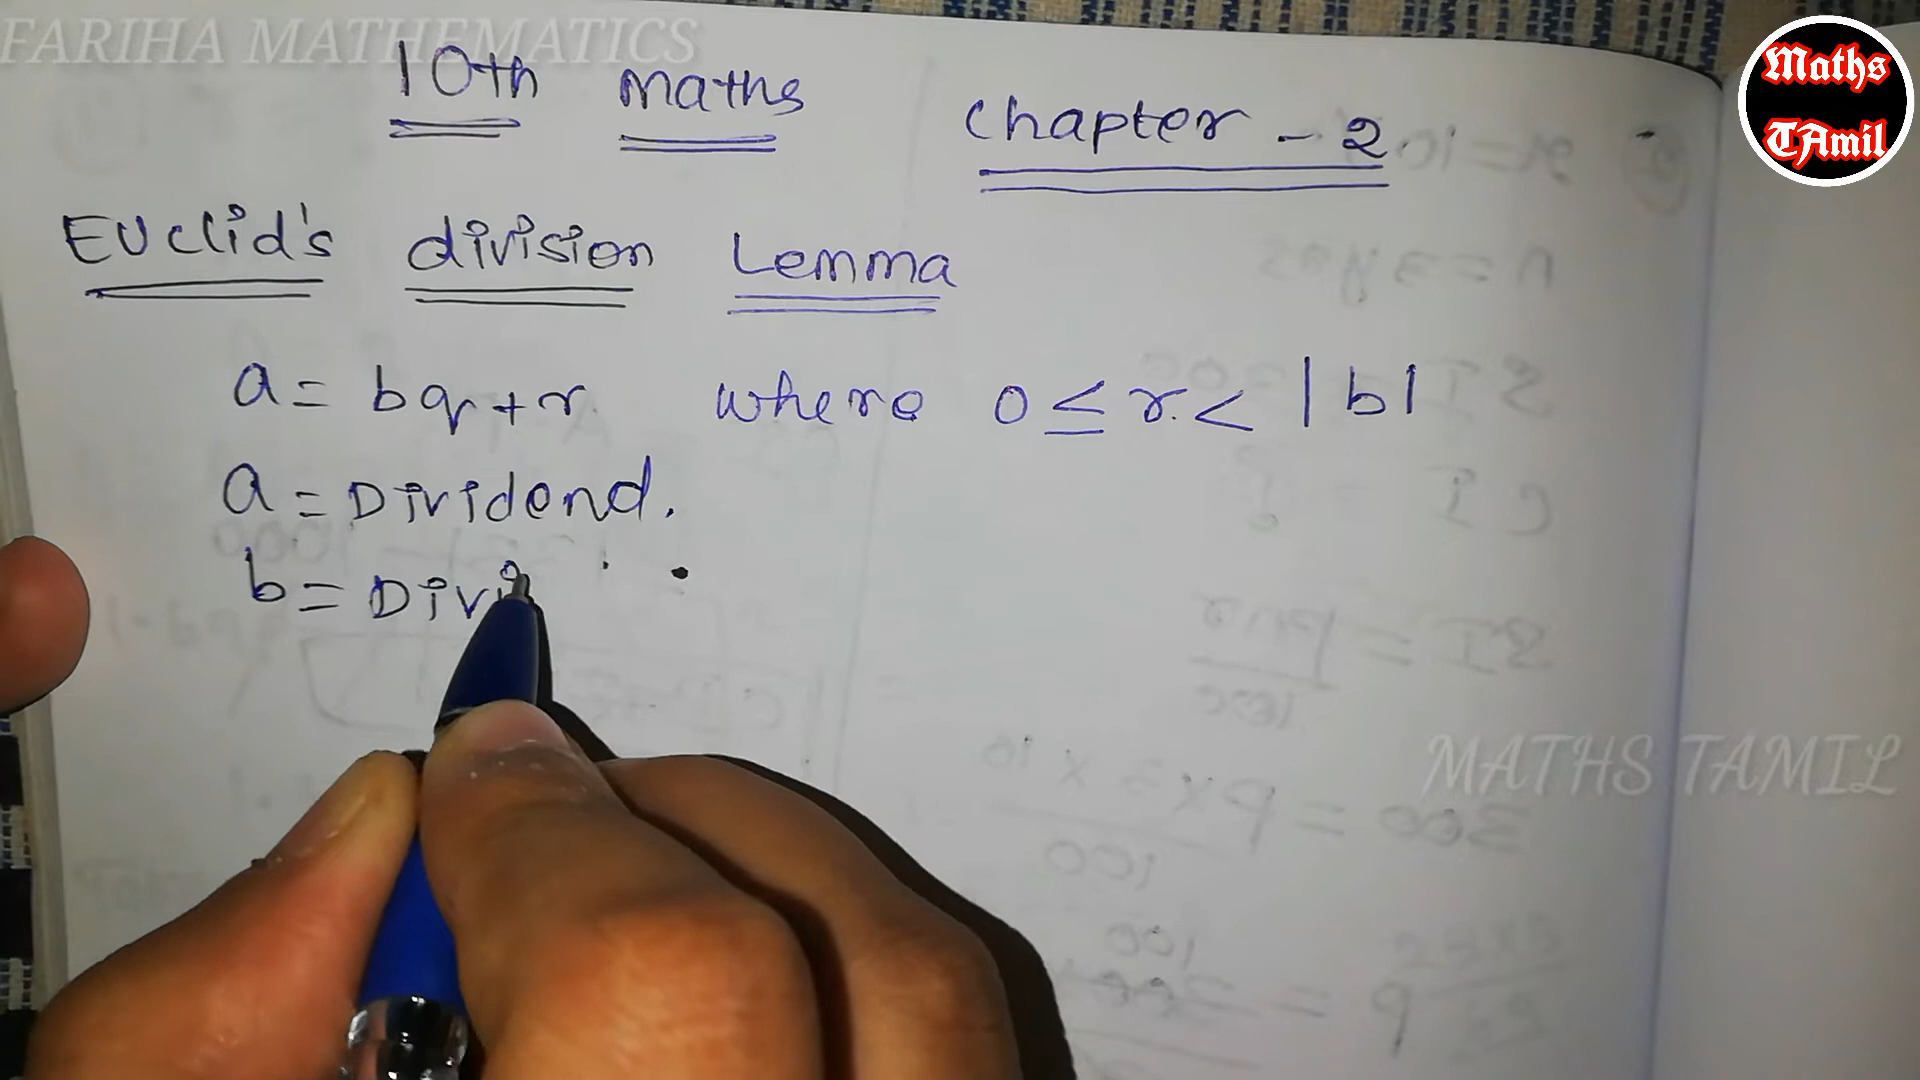 FARIHA MATHEMATICS
Maths
TAmil
10th maths chapter - 2
Euclid's division Lemma
a = bq + r where 0 ≤ r < |b|
a = Dividend.
b = Divi
MATHS TAMIL